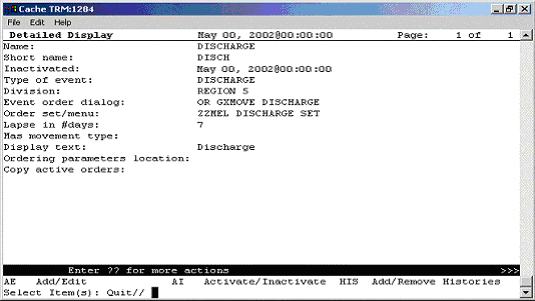 Cache TRM:1284
File Edit Help
Detailed Display May 00, 2002@00:00:00 Page: 1 of 1
Name: DISCHARGE
Short name: DISCH
Inactivated: May 00, 2002@00:00:00
Type of event: DISCHARGE
Division: REGION 5
Event order dialog: OR GXMOVE DISCHARGE
Order set/menu: ZZMEL DISCHARGE SET
Lapse in #days: 7
Mas movement type:
Display text: Discharge
Ordering parameters location:
Copy active orders:
Enter ?? for more actions >>>
AE Add/Edit AI Activate/Inactivate HIS Add/Remove Histories
Select Item(s): Quit//